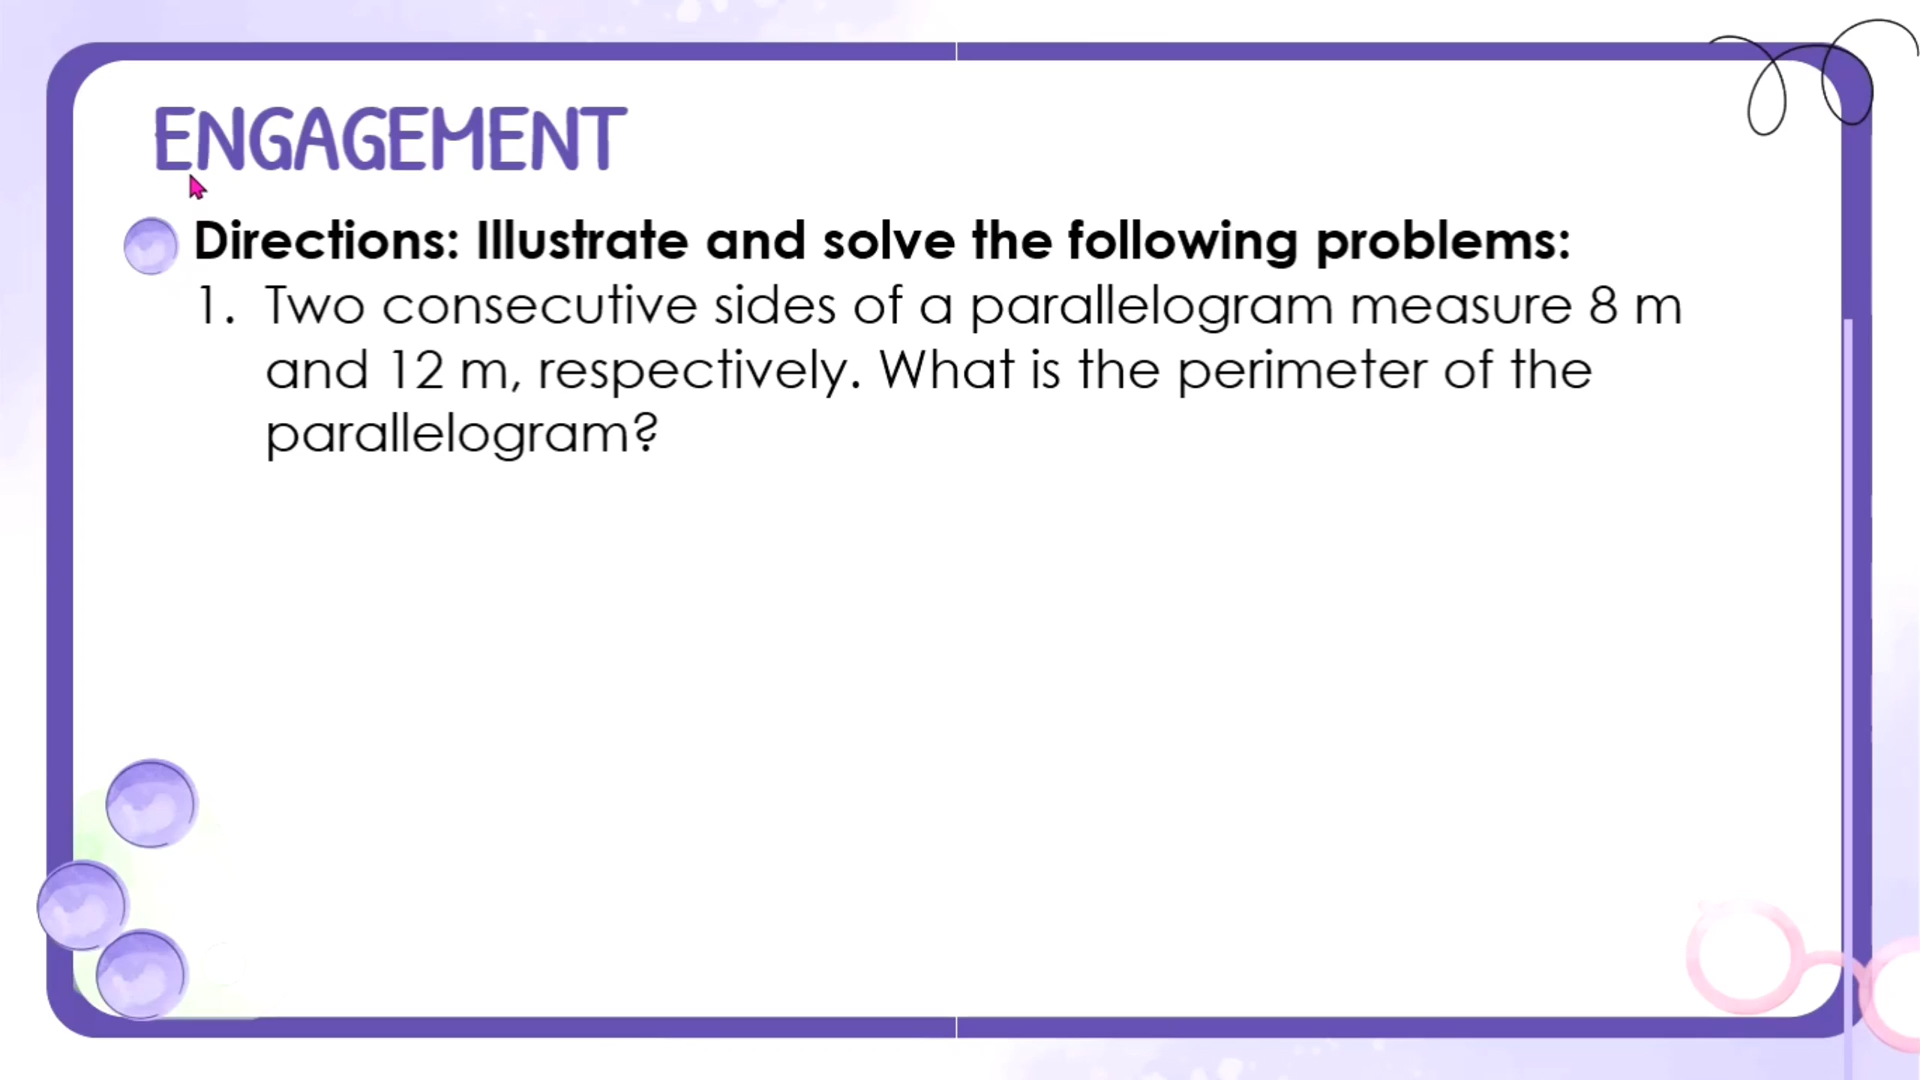 ENGAGEMENT
Directions: Illustrate and solve the following problems:
1. Two consecutive sides of a parallelogram measure 8 m
and 12 m, respectively. What is the perimeter of the
parallelogram?